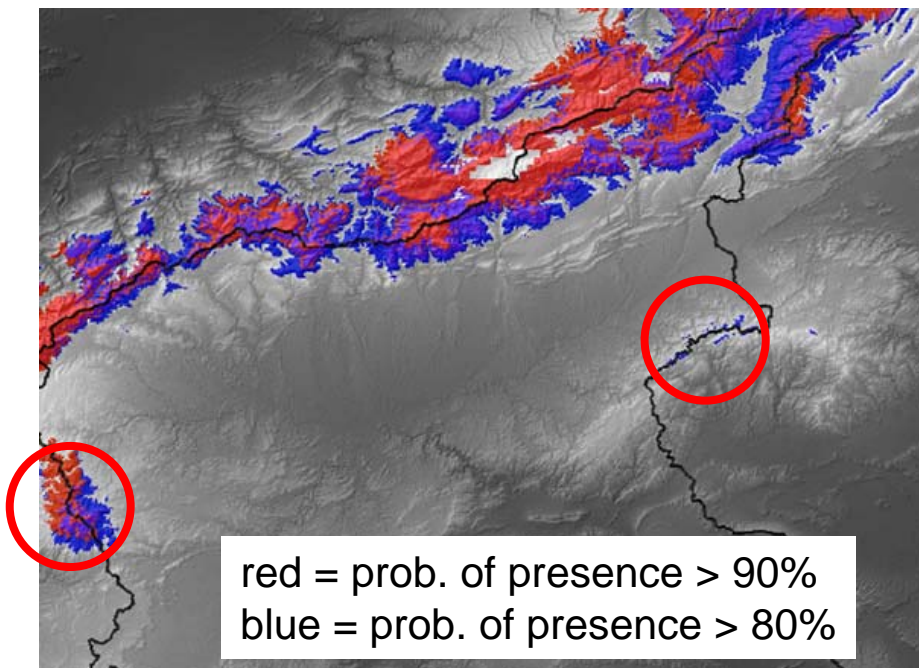 red = prob. of presence > 90%
blue = prob. of presence > 80%